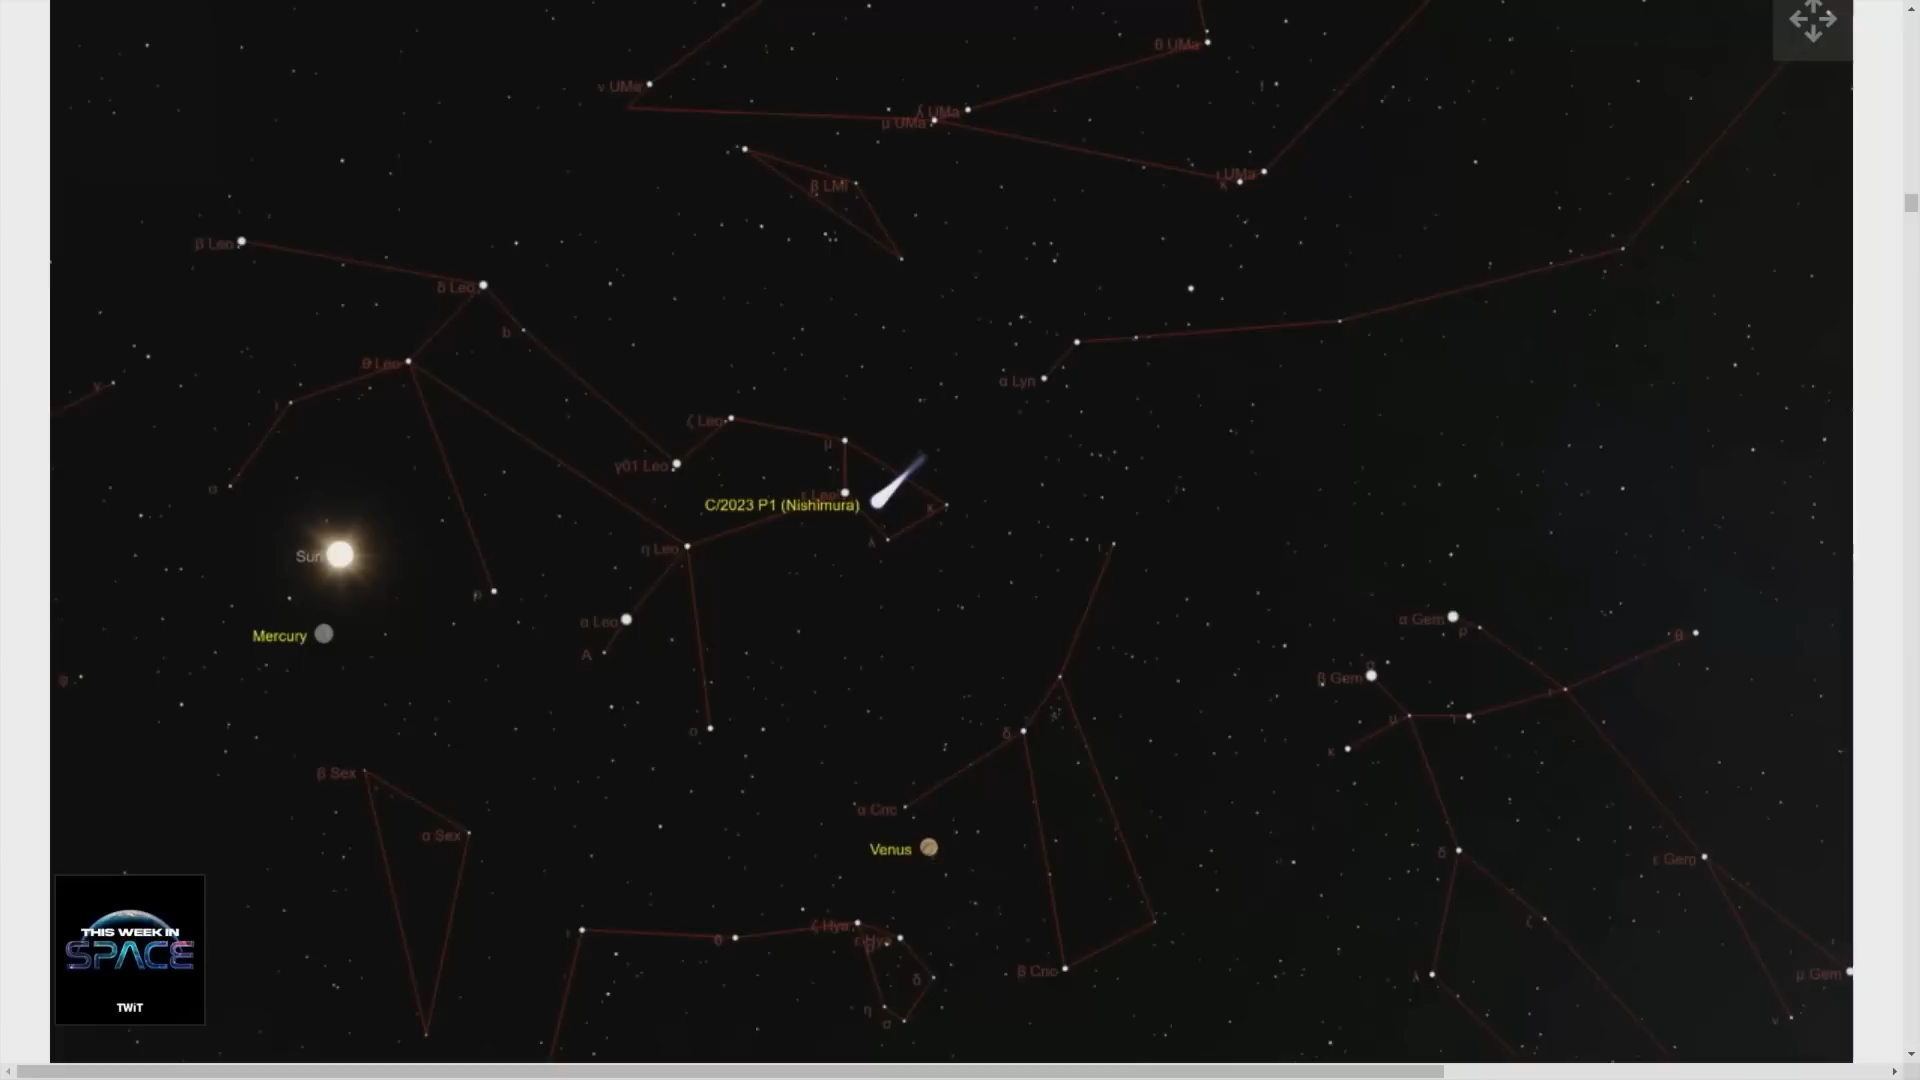 θ UMa
ν UMa
λ UMa
μ UMa
ι UMa
κ
β LMi
β Leo
δ Leo
b
θ Leo
α Lyn
ζ Leo
μ
γ01 Leo
C/2023 P1 (Nishimura)
κ
λ
η Leo
Sun
ρ
α Leo
α Gem
ρ
θ
Mercury
A
β Gem
υ
ι
ο
δ
κ
β Sex
α Cnc
α Sex
Venus
δ
ε Gem
ζ Hya
ζ
θ
ε Hya
β Cnc
δ
λ
μ Gem
η
σ
ν
THIS WEEK IN
SPACE
TWiT